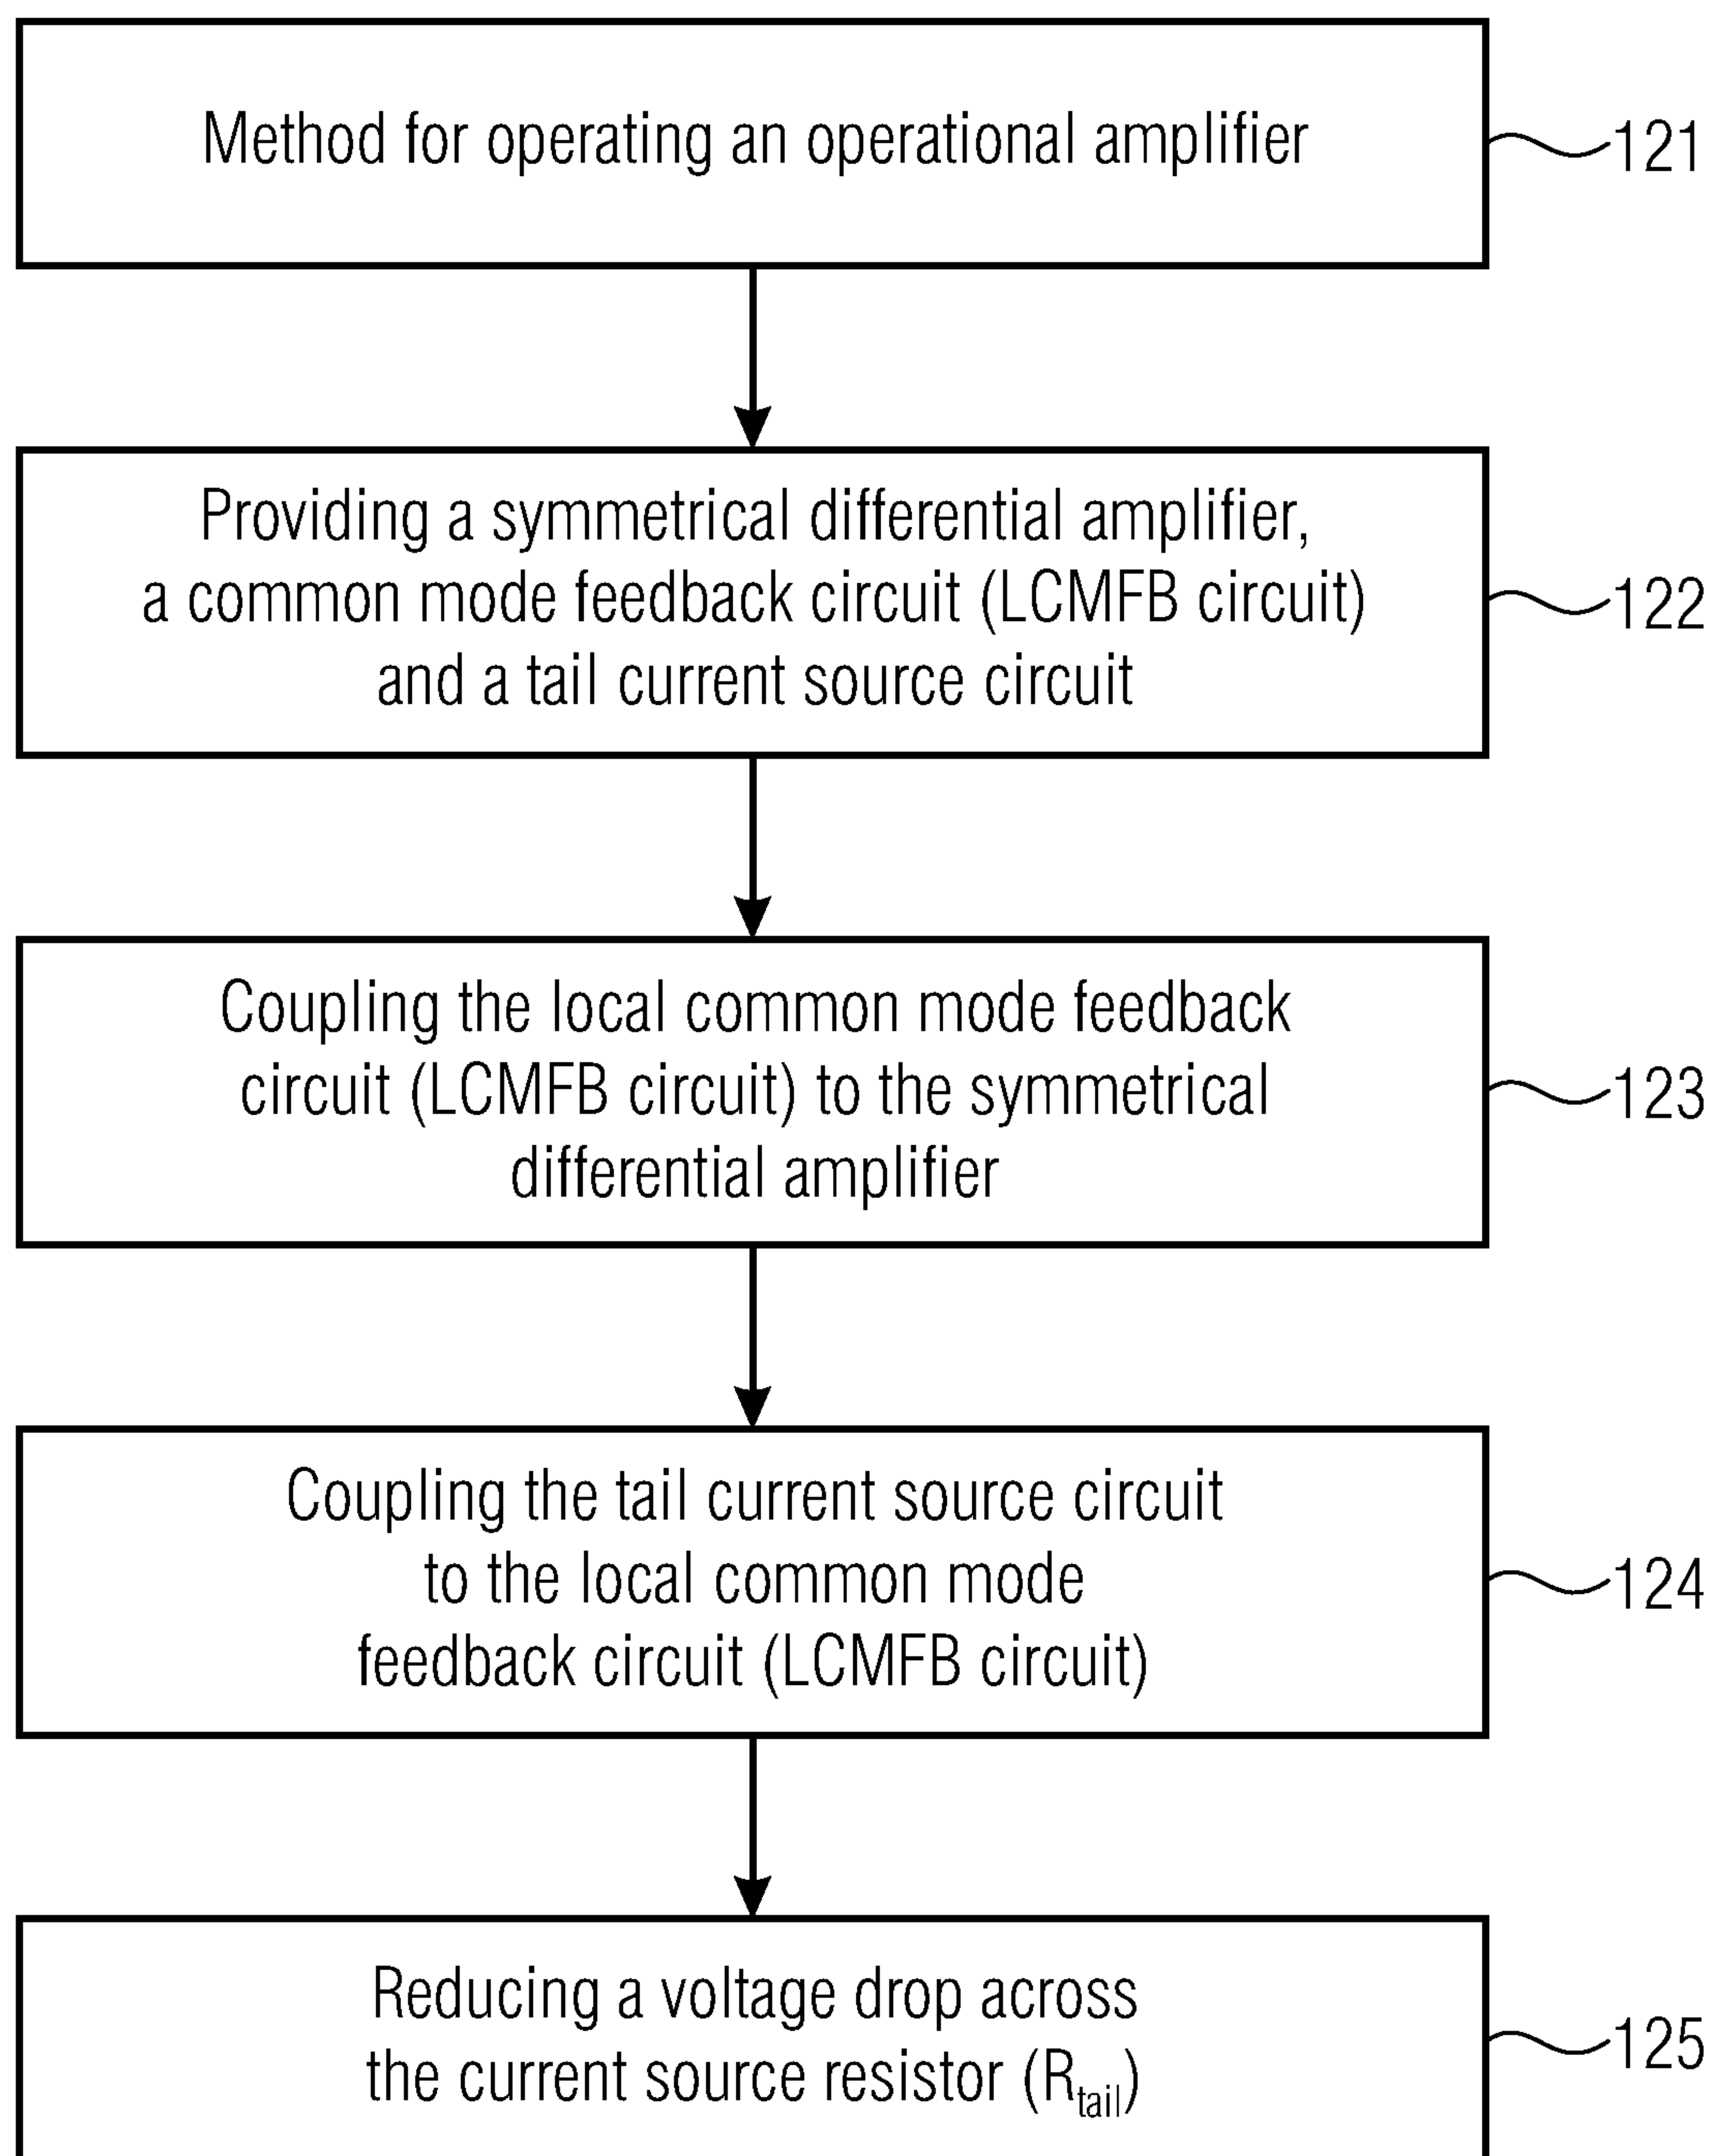 Method for operating an operational amplifier
121
Providing a symmetrical differential amplifier,
a common mode feedback circuit (LCMFB circuit)
and a tail current source circuit
122
Coupling the local common mode feedback
circuit (LCMFB circuit) to the symmetrical
differential amplifier
123
Coupling the tail current source circuit
to the local common mode
feedback circuit (LCMFB circuit)
124
Reducing a voltage drop across
the current source resistor (Rtail)
125